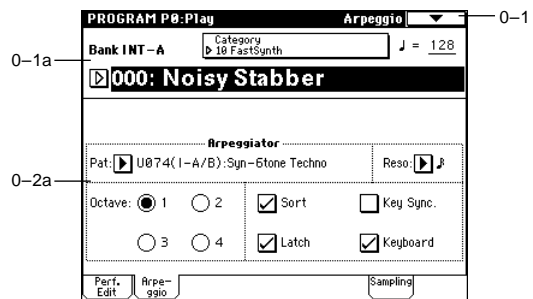 PROGRAM P0:Play Arpeggio 0–1
Bank INT-A Category ♩ = 128
10 FastSynth
0–1a
000: Noisy Stabber
Arpeggiator
Pat: U074(I-A/B):Syn-6tone Techno Reso:
0–2a
Octave: 1 2 Sort Key Sync.
3 4 Latch Keyboard
Perf. Edit Arpe-ggio Sampling